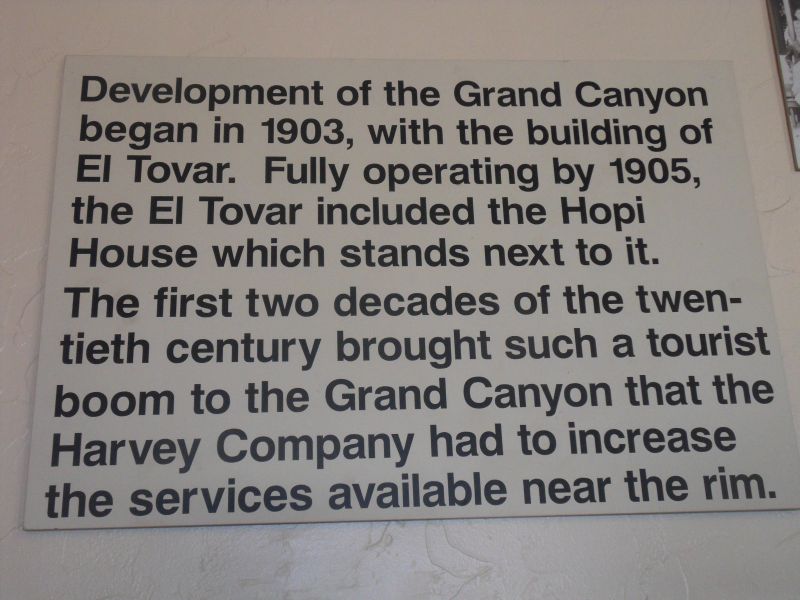 Development of the Grand Canyon
began in 1903, with the building of
El Tovar. Fully operating by 1905,
the El Tovar included the Hopi
House which stands next to it.
The first two decades of the twen-
tieth century brought such a tourist
boom to the Grand Canyon that the
Harvey Company had to increase
the services available near the rim.